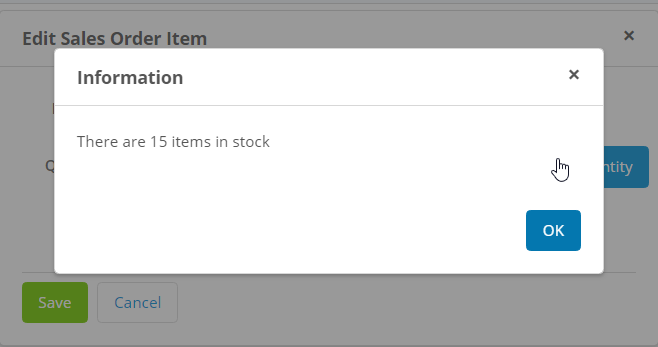 Edit Sales Order Item
×
Information
×
There are 15 items in stock
OK
Save
Cancel